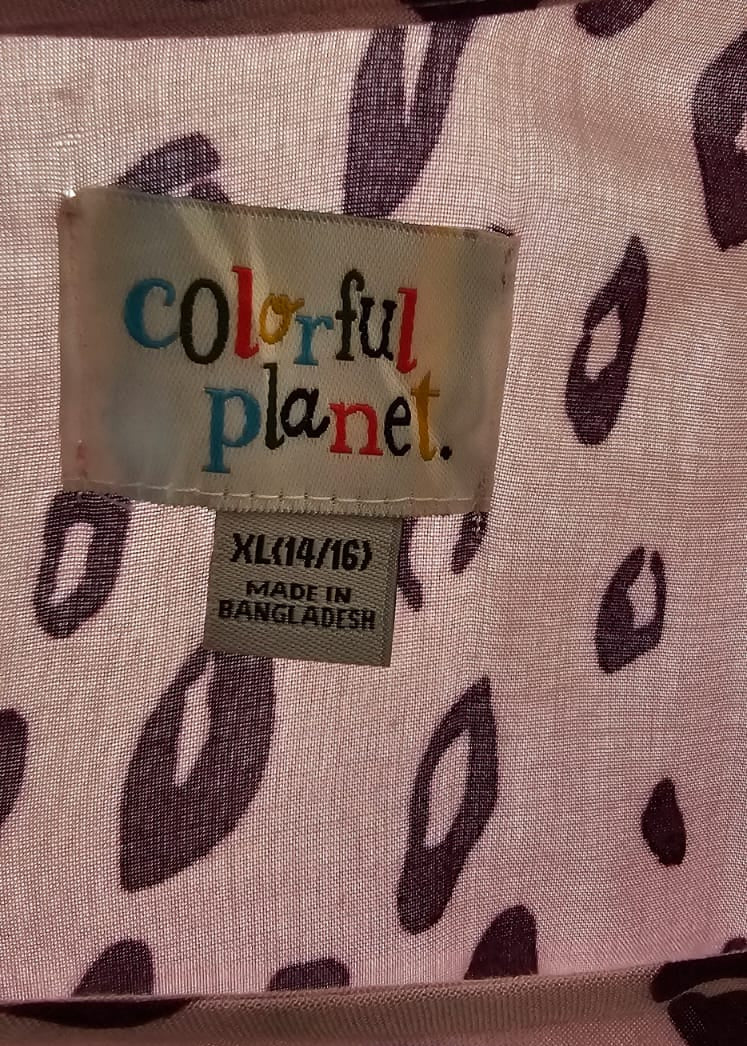 colorful
planet.
XL(14/16)
MADE IN
BANGLADESH